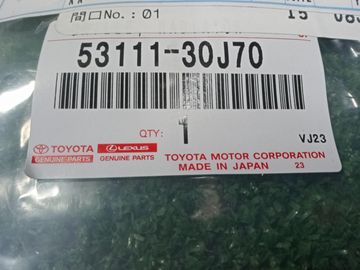 間口No.: 01
53111-30J70
QTY:
1
VJ23
TOYOTA
GENUINE PARTS
LEXUS
GENUINE PARTS
TOYOTA MOTOR CORPORATION
MADE IN JAPAN 23